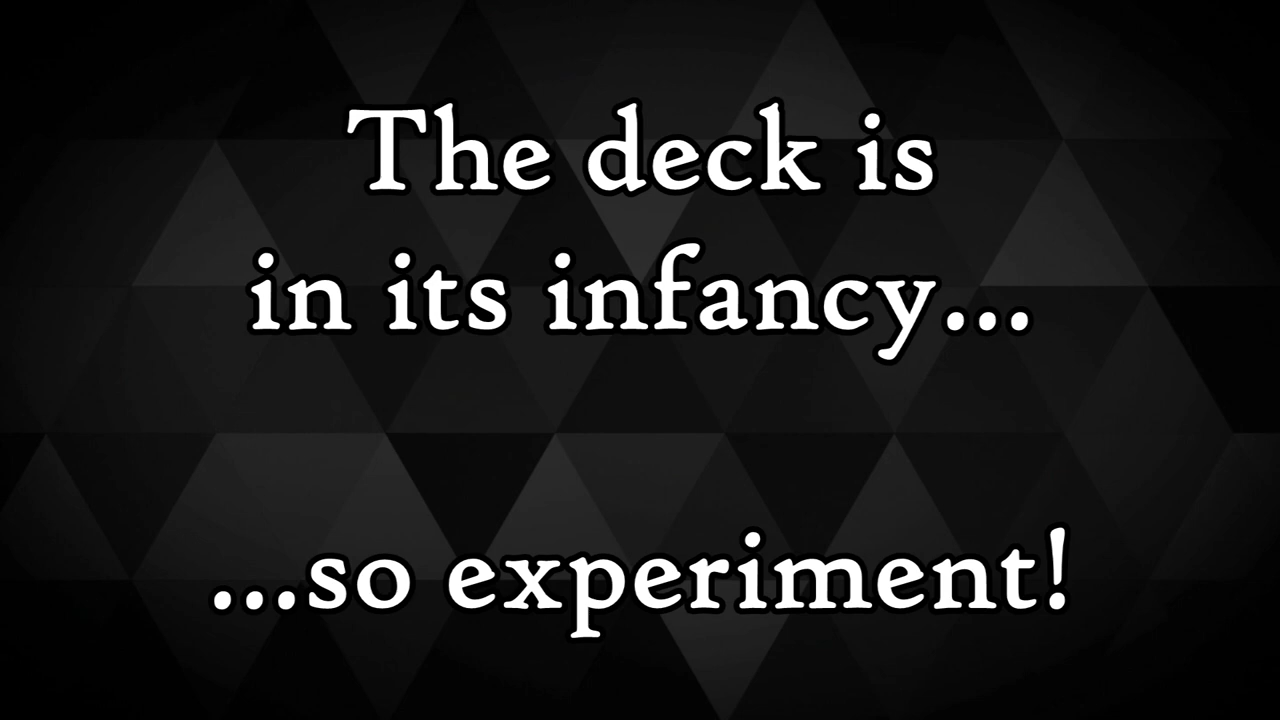 The deck is
in its infancy...
...so experiment!